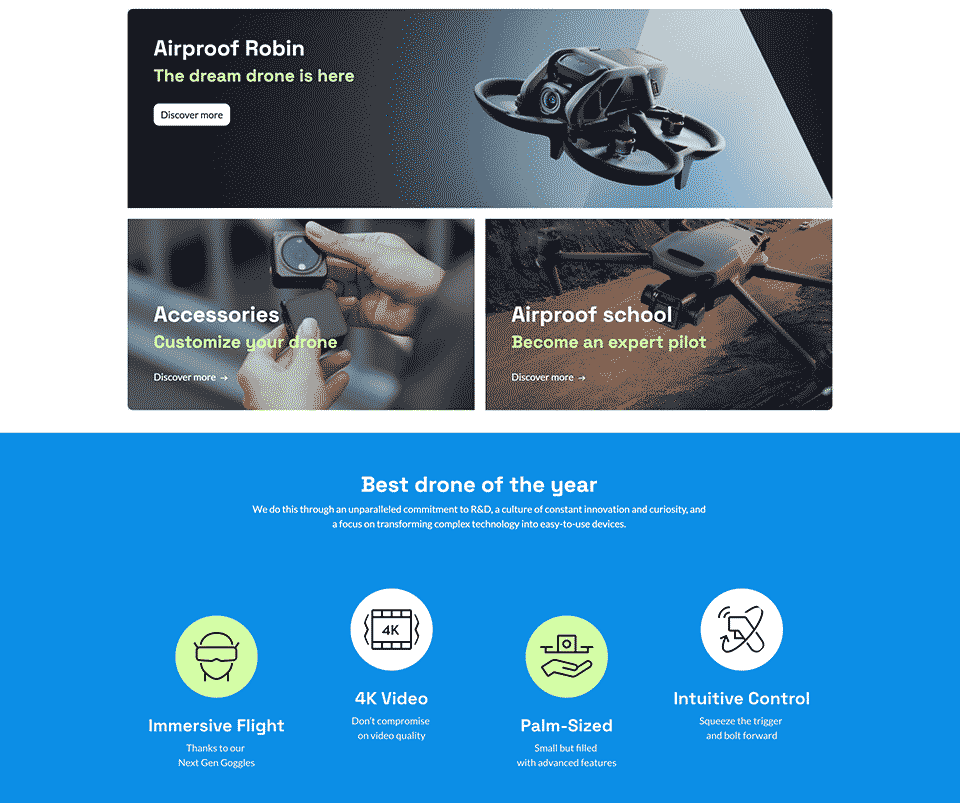 Airproof Robin
The dream drone is here
Discover more
Accessories
Customize your drone
Discover more →
Airproof school
Become an expert pilot
Discover more →
Best drone of the year
We do this through an unparalleled commitment to R&D, a culture of constant innovation and curiosity, and
a focus on transforming complex technology into easy-to-use devices.
4K
Immersive Flight
Thanks to our
Next Gen Goggles
4K Video
Don't compromise
on video quality
Palm-Sized
Small but filled
with advanced features
Intuitive Control
Squeeze the trigger
and bolt forward